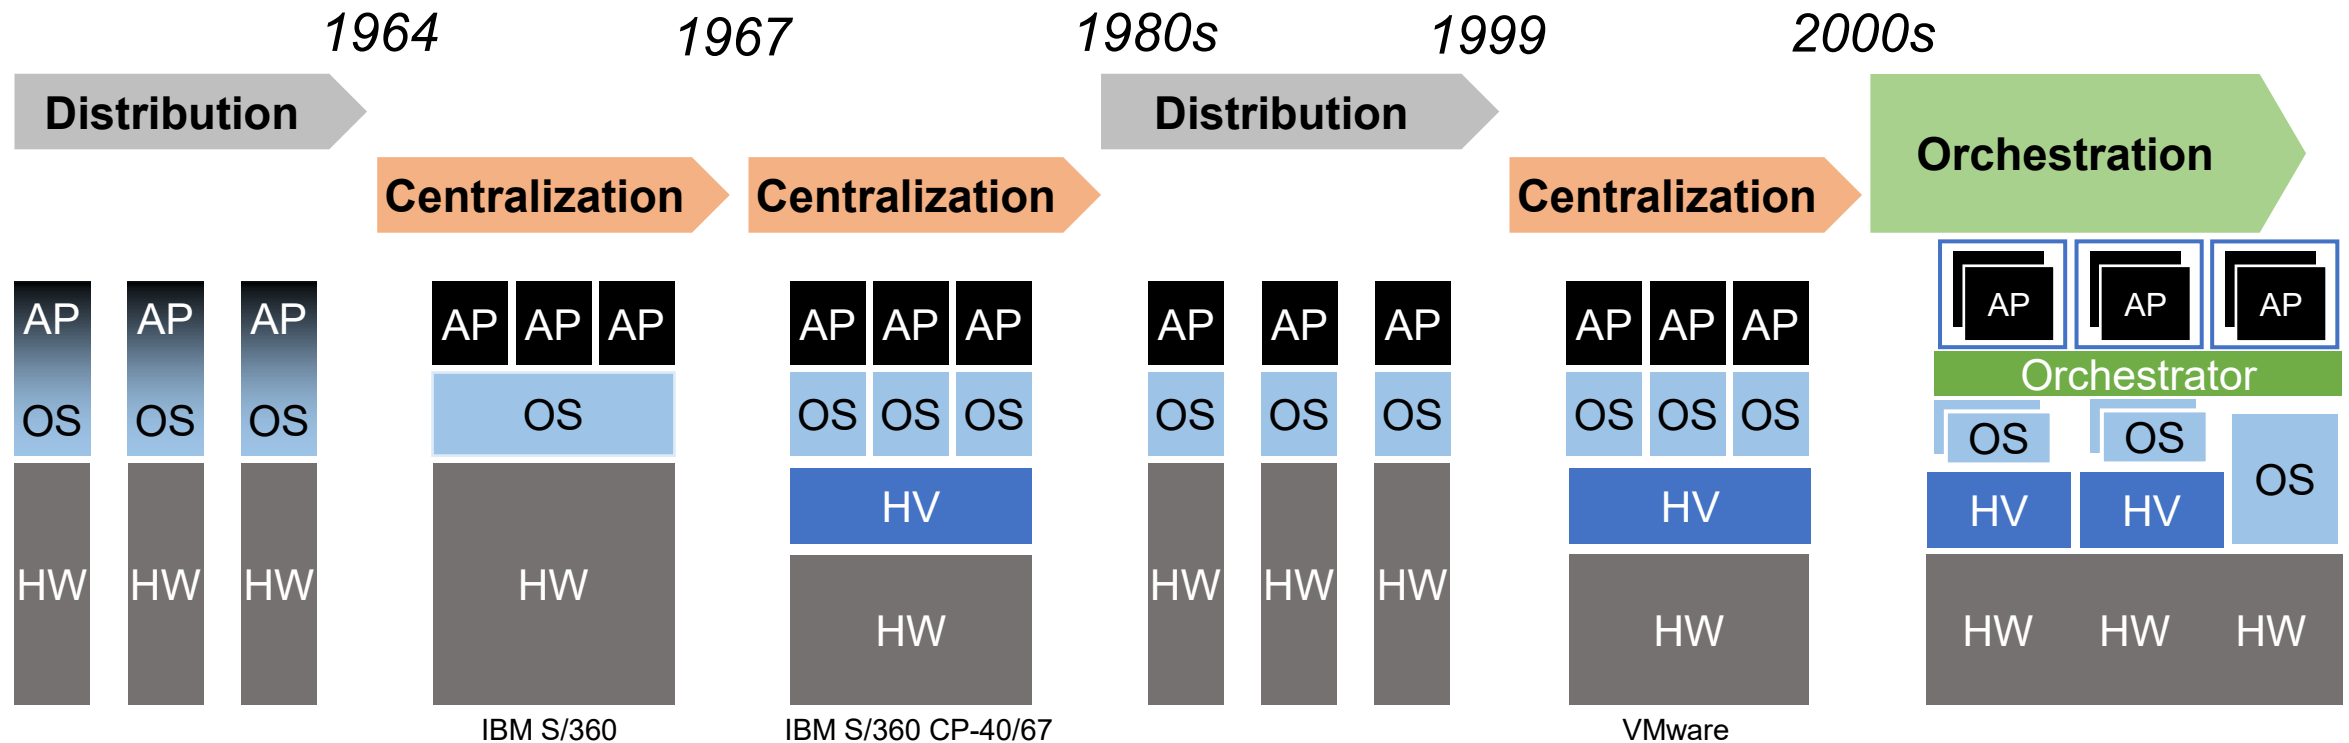 1964 1967 1980s 1999 2000s
Distribution Distribution
Orchestration
Centralization Centralization Centralization
AP AP AP AP AP AP AP AP AP AP AP AP AP AP AP AP AP AP
Orchestrator
OS OS OS OS OS OS OS OS OS OS OS OS OS OS OS
OS
HV HV HV HV
HW HW HW HW HW HW HW
HW HW HW HW HW
IBM S/360 IBM S/360 CP-40/67 VMware